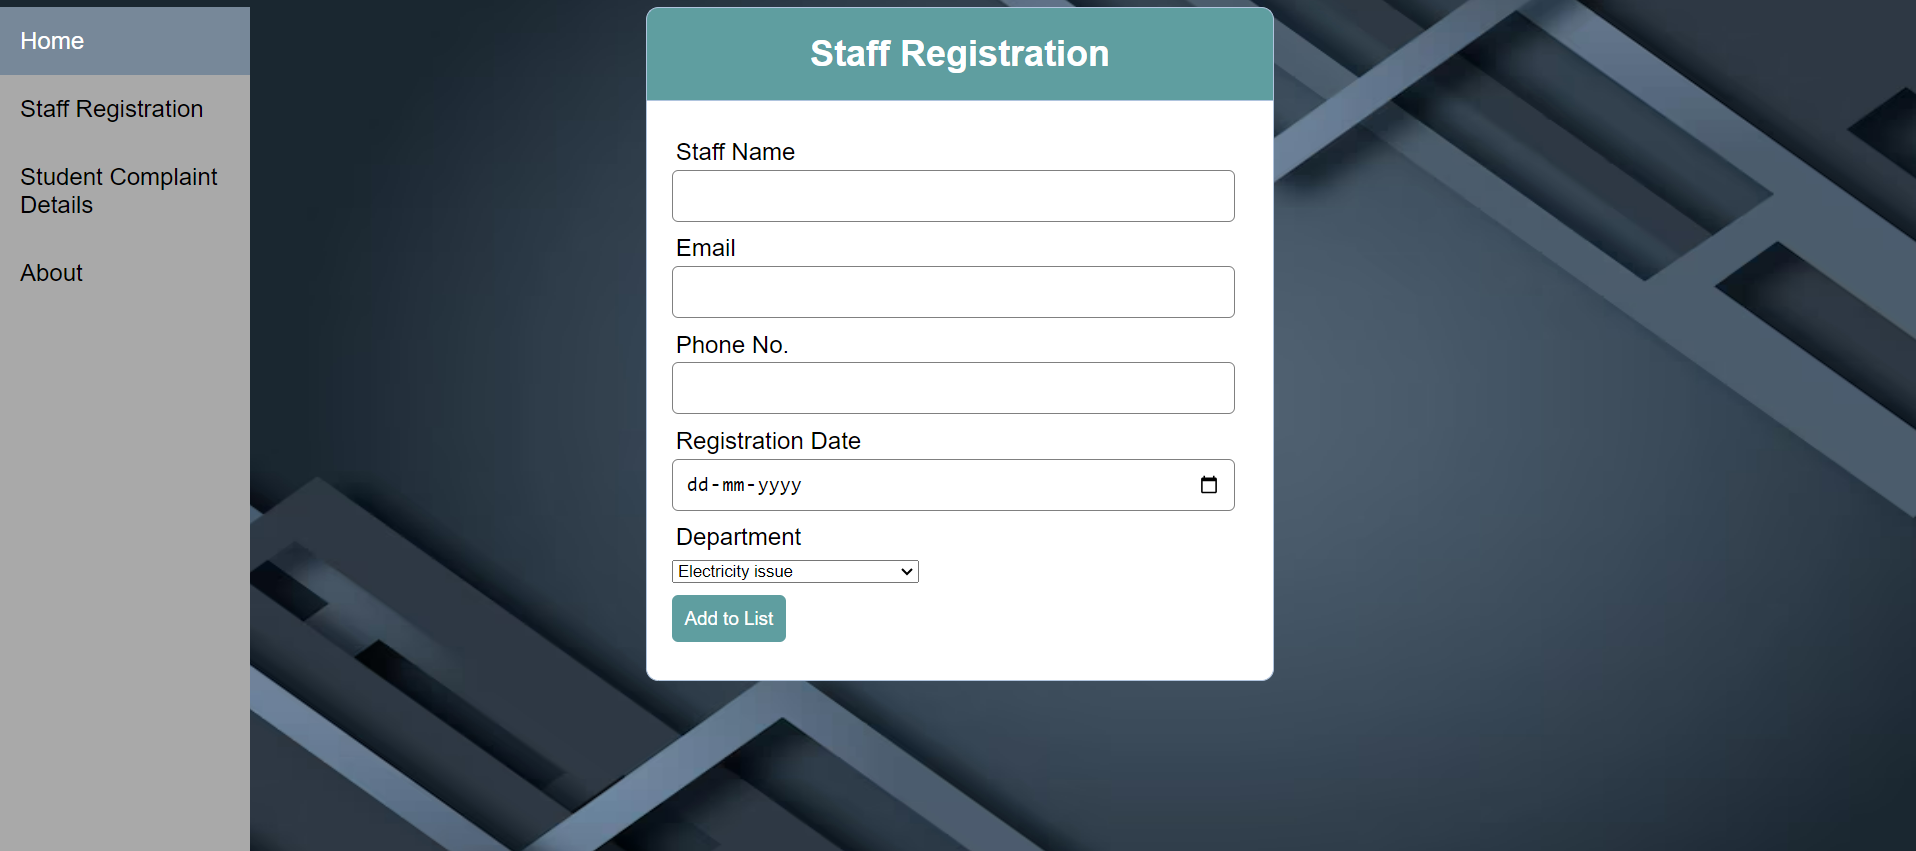 Home
Staff Registration
Student Complaint
Details
About
Staff Registration
Staff Name
Email
Phone No.
Registration Date
dd-mm-yyyy
Department
Electricity issue
Add to List